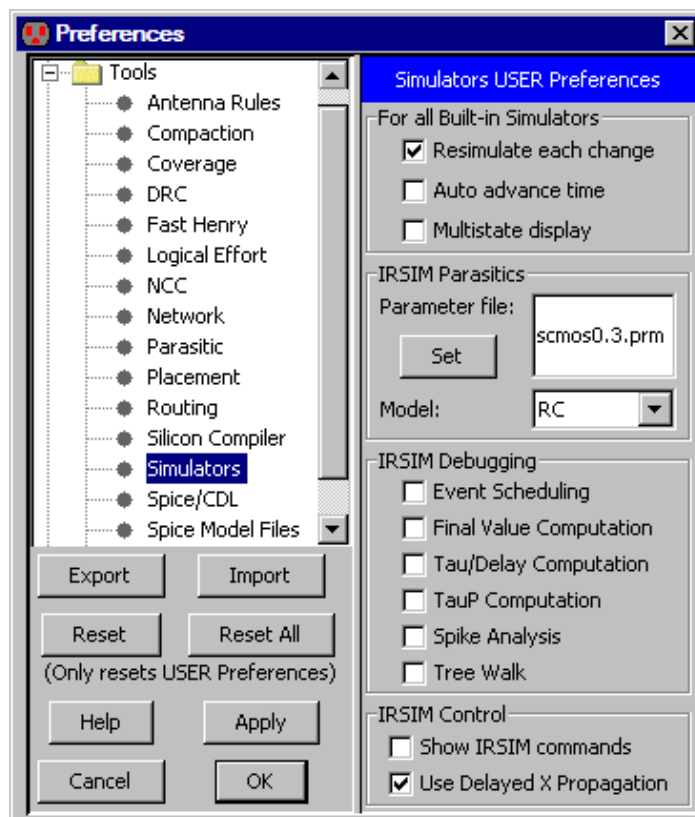 Preferences
Tools
Antenna Rules
Compaction
Coverage
DRC
Fast Henry
Logical Effort
NCC
Network
Parasitic
Placement
Routing
Silicon Compiler
Simulators
Spice/CDL
Spice Model Files
Export Import
Reset Reset All
(Only resets USER Preferences)
Help Apply
Cancel OK
Simulators USER Preferences
For all Built-in Simulators
Resimulate each change
Auto advance time
Multistate display
IRSIM Parasitics
Parameter file:
scmos0.3.prm
Set
Model: RC
IRSIM Debugging
Event Scheduling
Final Value Computation
Tau/Delay Computation
TauP Computation
Spike Analysis
Tree Walk
IRSIM Control
Show IRSIM commands
Use Delayed X Propagation